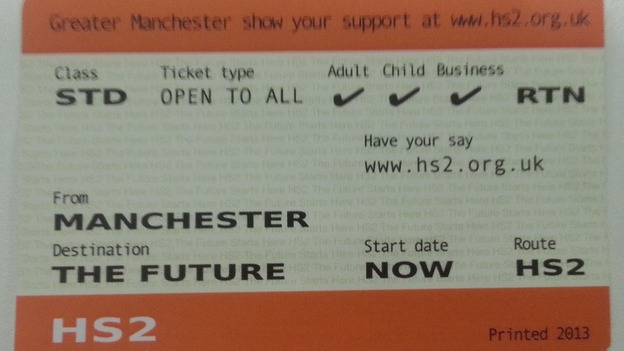 Greater Manchester show your support at www.hs2.org.uk
Class Ticket type Adult Child Business
STD OPEN TO ALL ✔ ✔ ✔ RTN
Have your say
www.hs2.org.uk
From
MANCHESTER
Destination Start date Route
THE FUTURE NOW HS2
HS2 Printed 2013